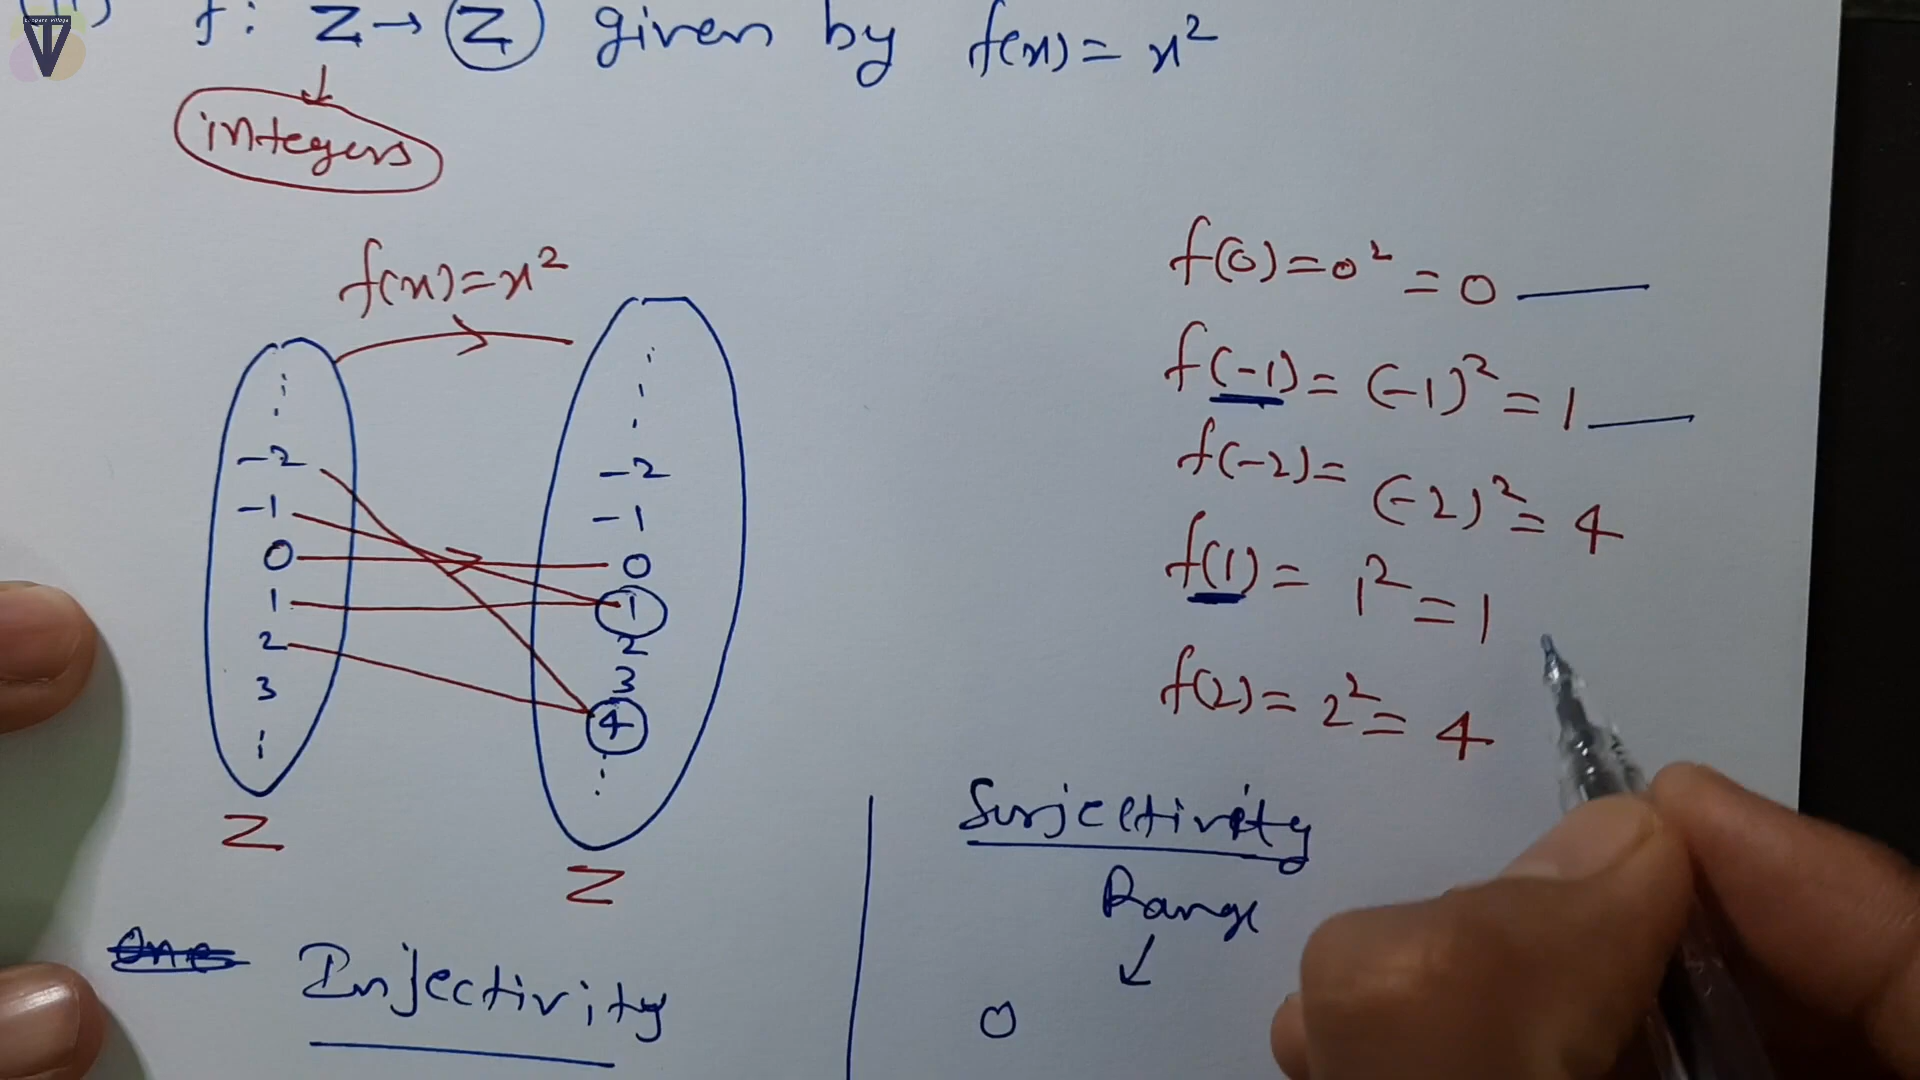 f: Z → Z given by f(x) = x²
integers
f(x) = x²
-2
-1
0
1
2
3
Z
-2
-1
0
1
2
3
4
Z
f(0) = 0² = 0
f(-1) = (-1)² = 1
f(-2) = (-2)² = 4
f(1) = 1² = 1
f(2) = 2² = 4
One Injectivity
Surjectivity
Range
0